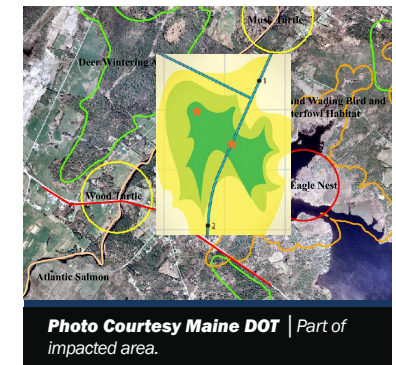 Musk Turtle
Deer Wintering A
1
nd Wading Bird and
terfowl Habitat
Eagle Nest
Wood Turtle
2
Atlantic Salmon
Photo Courtesy Maine DOT | Part of
impacted area.